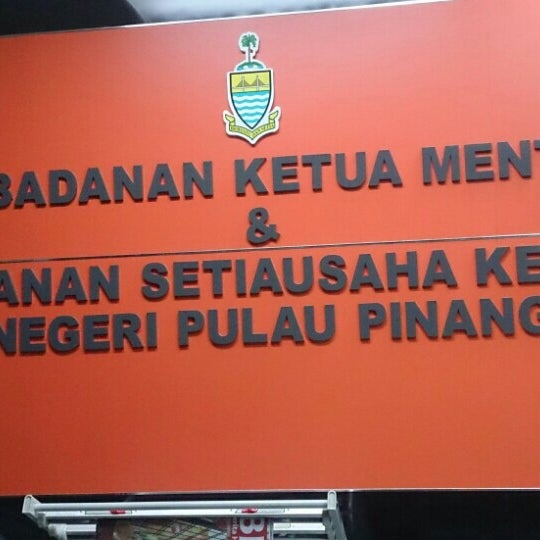 BADANAN KETUA MENT
&
ANAN SETIAUSAHA KE
NEGERI PULAU PINANG